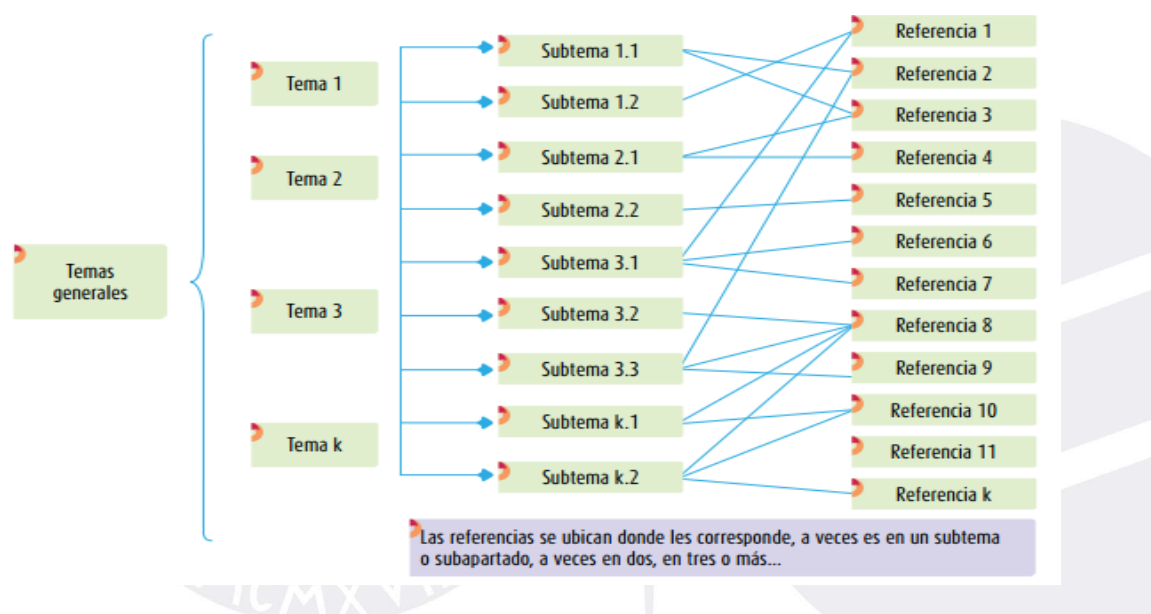 Temas
generales
Tema 1
Tema 2
Tema 3
Tema k
Subtema 1.1
Subtema 1.2
Subtema 2.1
Subtema 2.2
Subtema 3.1
Subtema 3.2
Subtema 3.3
Subtema k.1
Subtema k.2
Referencia 1
Referencia 2
Referencia 3
Referencia 4
Referencia 5
Referencia 6
Referencia 7
Referencia 8
Referencia 9
Referencia 10
Referencia 11
Referencia k
Las referencias se ubican donde les corresponde, a veces es en un subtema
o subapartado, a veces en dos, en tres o más...